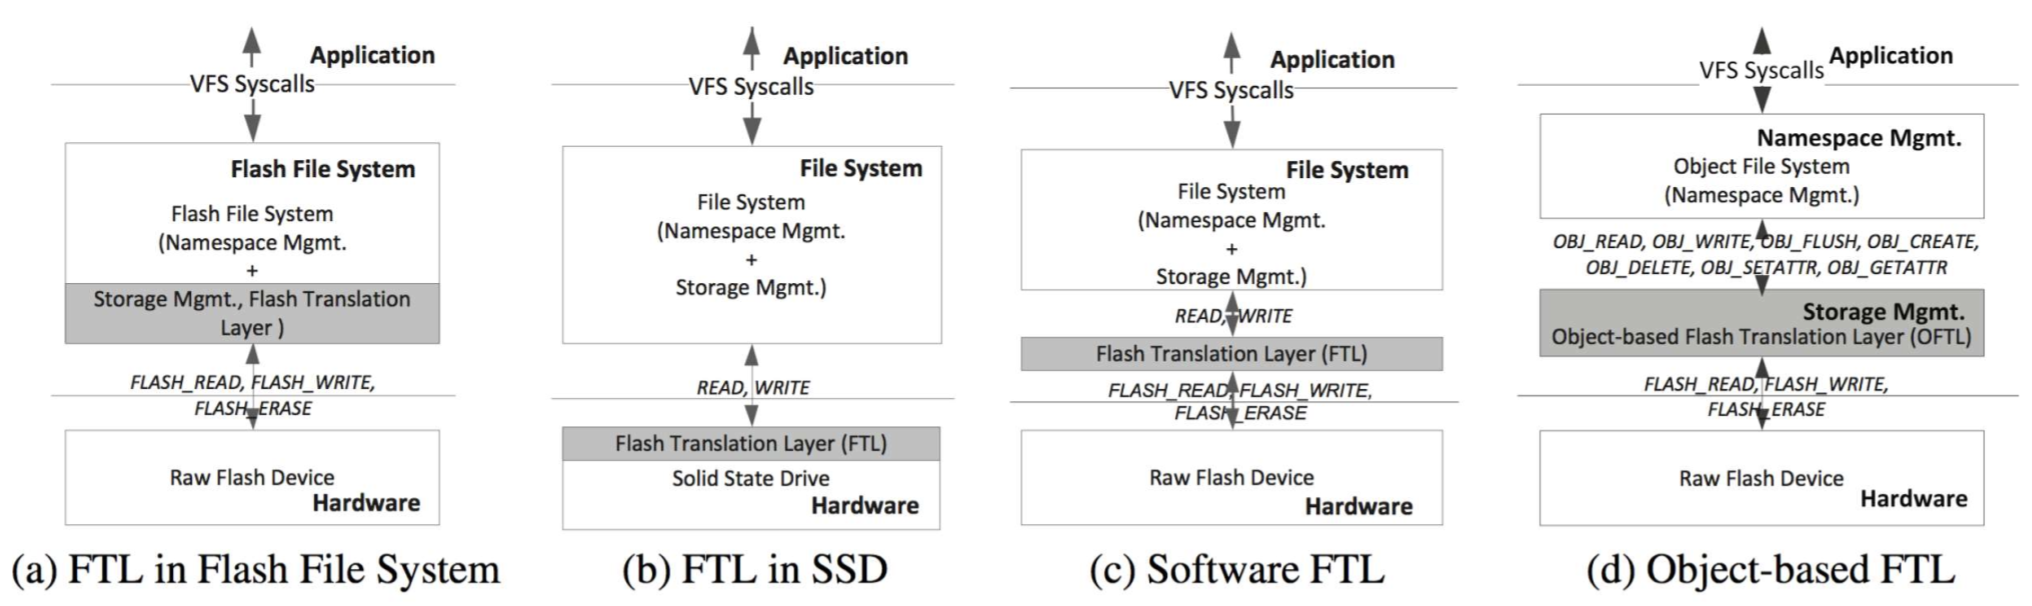 Application
VFS Syscalls
Flash File System
Flash File System
(Namespace Mgmt.
+
Storage Mgmt., Flash Translation
Layer )
FLASH_READ, FLASH_WRITE,
FLASH_ERASE
Raw Flash Device
Hardware
(a) FTL in Flash File System
Application
VFS Syscalls
File System
File System
(Namespace Mgmt.
+
Storage Mgmt.)
READ, WRITE
Flash Translation Layer (FTL)
Solid State Drive
Hardware
(b) FTL in SSD
Application
VFS Syscalls
File System
File System
(Namespace Mgmt.
+
Storage Mgmt.)
READ, WRITE
Flash Translation Layer (FTL)
FLASH_READ, FLASH_WRITE,
FLASH_ERASE
Raw Flash Device
Hardware
(c) Software FTL
Application
VFS Syscalls
Namespace Mgmt.
Object File System
(Namespace Mgmt.)
OBJ_READ, OBJ_WRITE, OBJ_FLUSH, OBJ_CREATE,
OBJ_DELETE, OBJ_SETATTR, OBJ_GETATTR
Storage Mgmt.
Object-based Flash Translation Layer (OFTL)
FLASH_READ, FLASH_WRITE,
FLASH_ERASE
Raw Flash Device
Hardware
(d) Object-based FTL